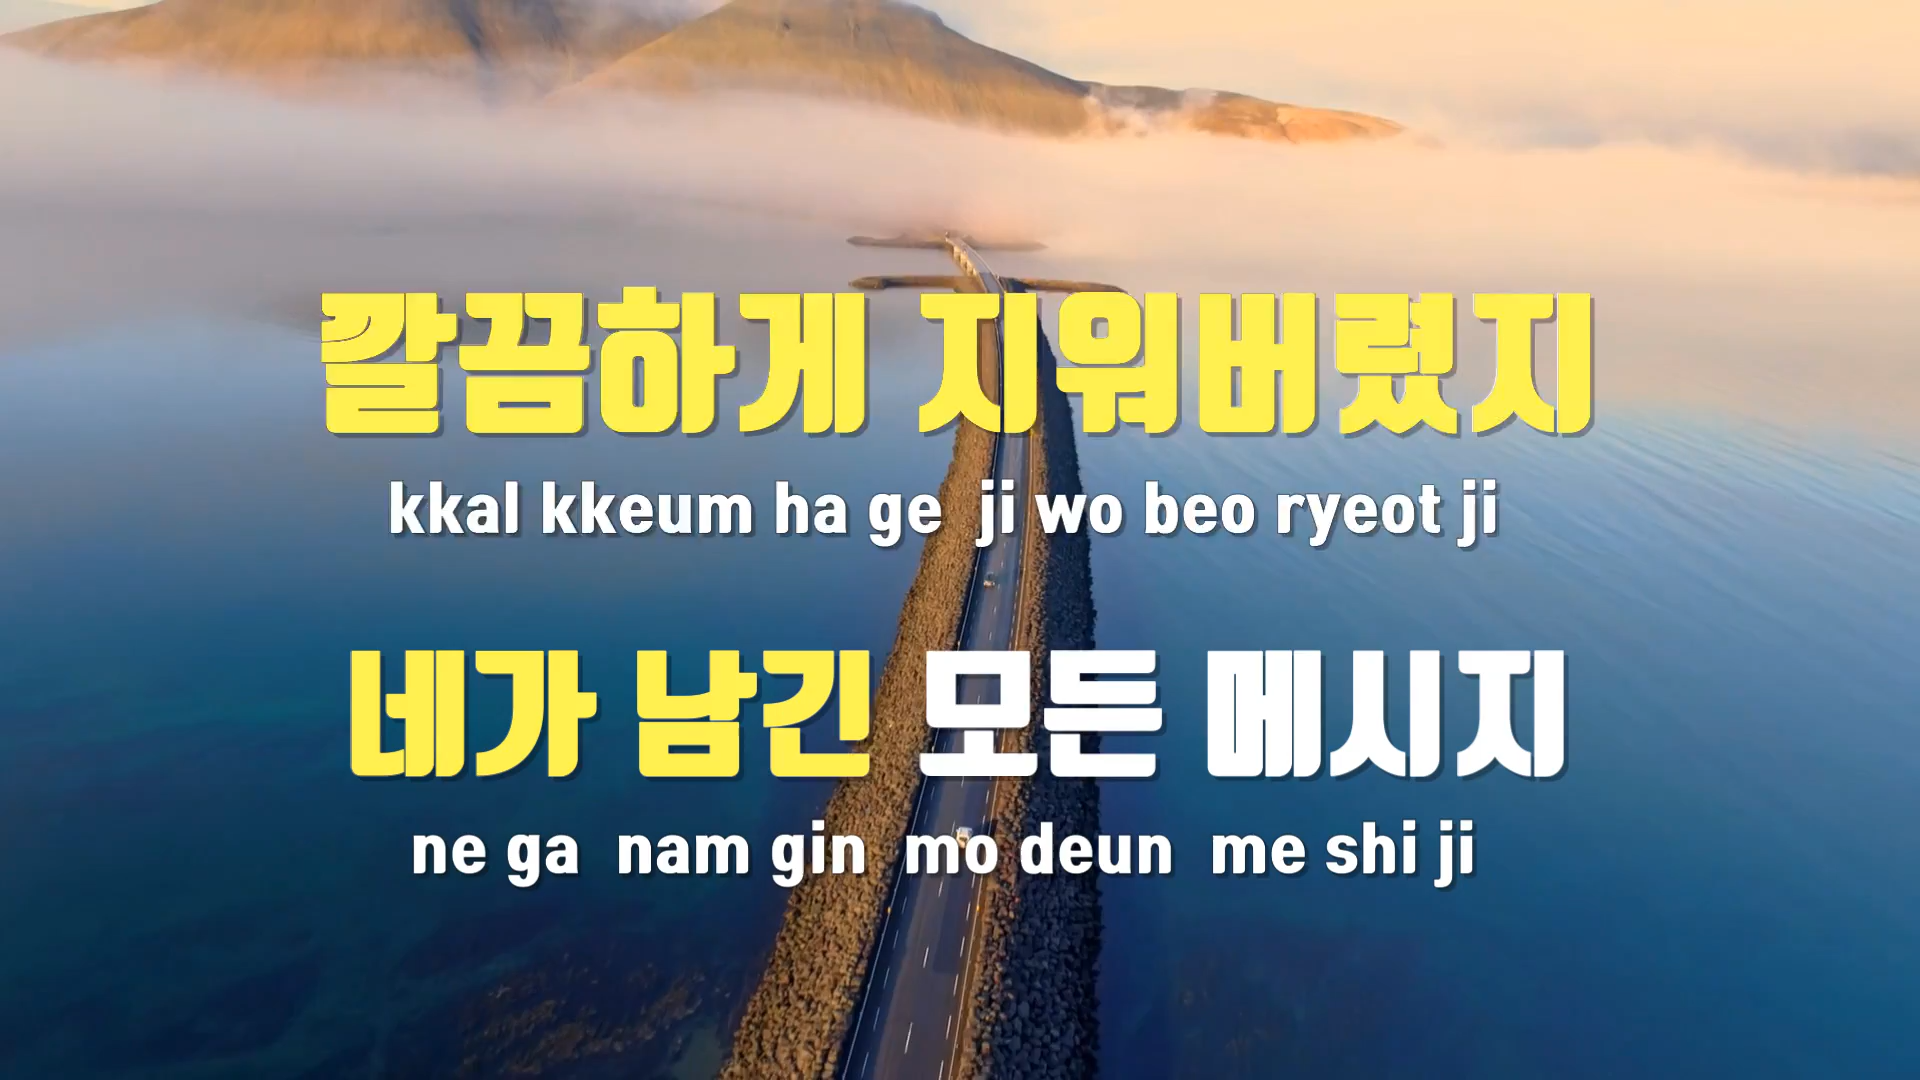 깔끔하게 지워버렸지
kkal kkeum ha ge ji wo beo ryeot ji
네가 남긴 모든 메시지
ne ga nam gin mo deun me shi ji